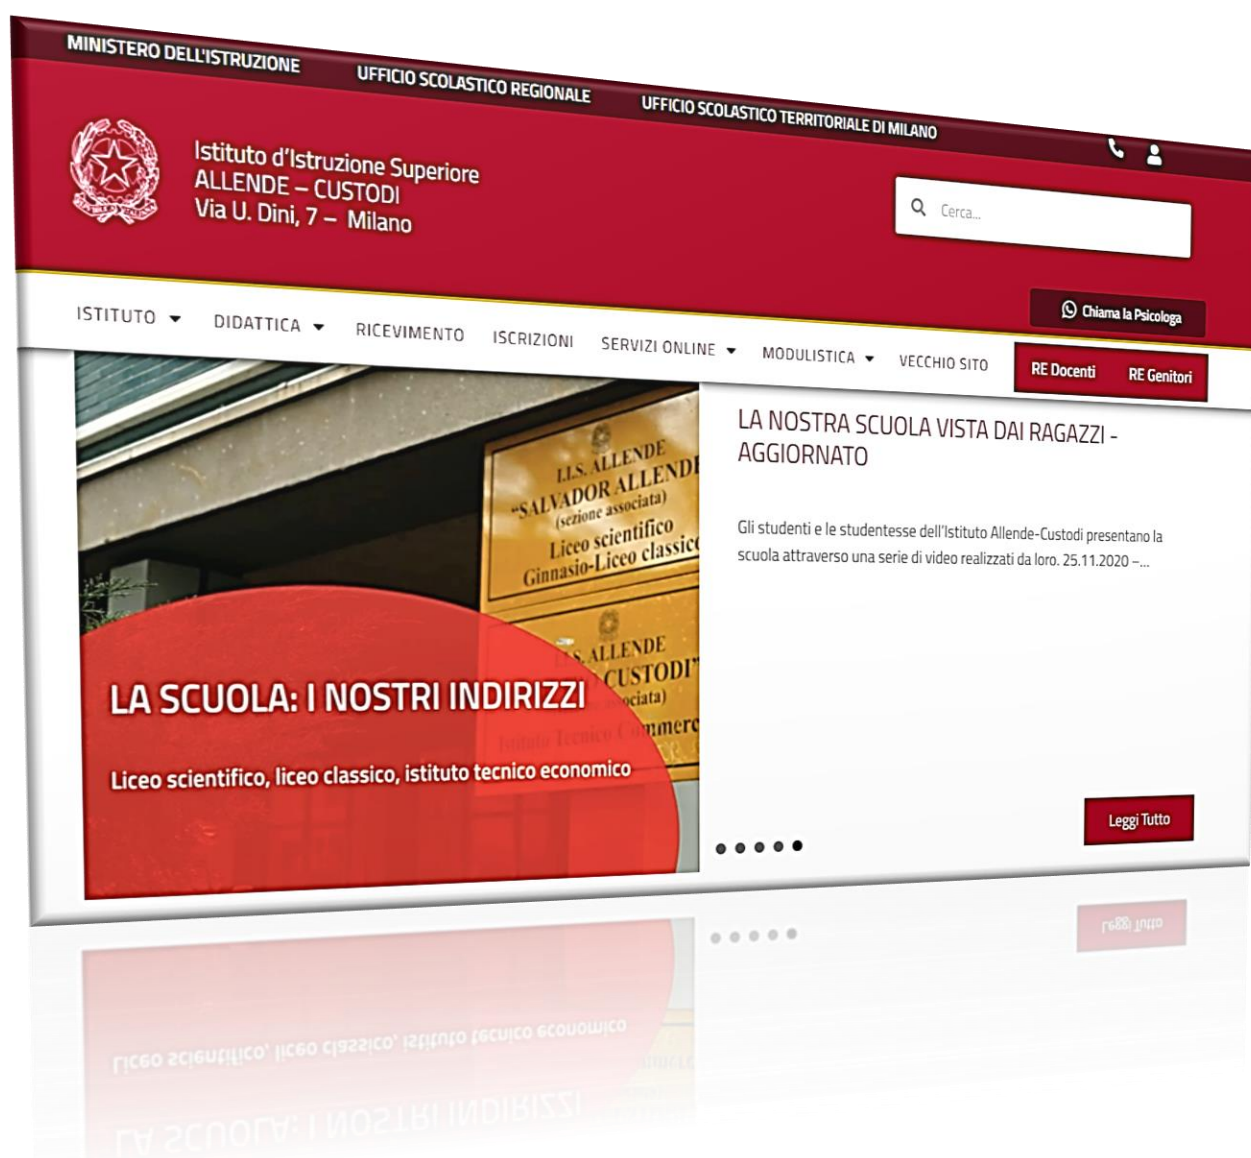 MINISTERO DELL'ISTRUZIONE
UFFICIO SCOLASTICO REGIONALE
UFFICIO SCOLASTICO TERRITORIALE DI MILANO
Istituto d'Istruzione Superiore
ALLENDE – CUSTODI
Via U. Dini, 7 – Milano
Cerca...
Chiama la Psicologa
ISTITUTO
DIDATTICA
RICEVIMENTO
ISCRIZIONI
SERVIZI ONLINE
MODULISTICA
VECCHIO SITO
RE Docenti
RE Genitori
I.I.S. ALLENDE
"SALVADOR ALLENDE
(sezione associata)
Liceo scientifico
Ginnasio-Liceo classico
ALLENDE
CUSTODI"
Istituto Tecnico
LA SCUOLA: I NOSTRI INDIRIZZI
Liceo scientifico, liceo classico, istituto tecnico economico
LA NOSTRA SCUOLA VISTA DAI RAGAZZI -
AGGIORNATO
Gli studenti e le studentesse dell'Istituto Allende-Custodi presentano la
scuola attraverso una serie di video realizzati da loro. 25.11.2020 –...
Leggi Tutto